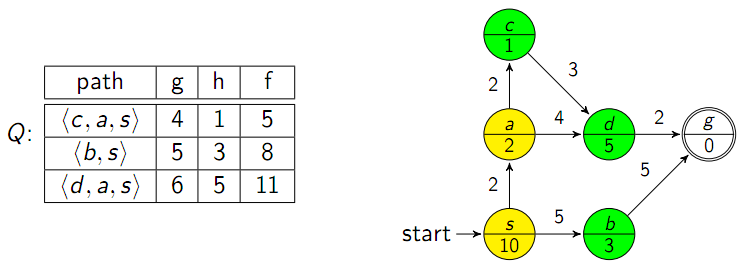 Q:
path g h f
⟨c, a, s⟩ 4 1 5
⟨b, s⟩ 5 3 8
⟨d, a, s⟩ 6 5 11
c
1
3
2
a
2
4
d
5
2
g
0
2
5
start
s
10
5
b
3